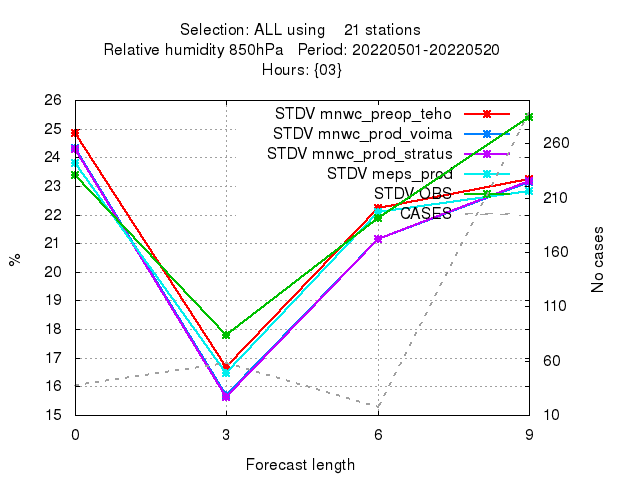 Selection: ALL using    21 stations
Relative humidity 850hPa   Period: 20220501-20220520
Hours: {03}
STDV mnwc_preop_teho
STDV mnwc_prod_voima
STDV mnwc_prod_stratus
STDV meps_prod
STDV OBS
CASES
26
25
24
23
22
21
20
19
18
17
16
15
%
260
210
160
110
60
10
No cases
0
3
6
9
Forecast length